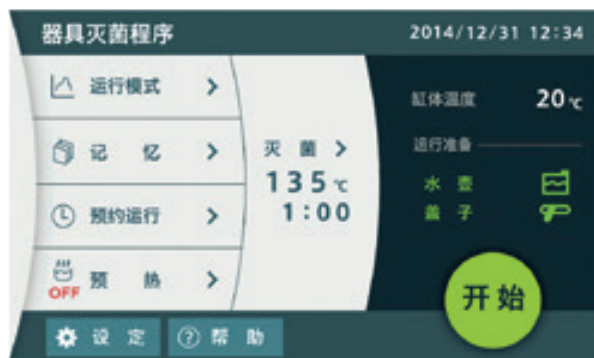 器具灭菌程序
2014/12/31 12:34
运行模式
记 忆
预约运行
OFF 预 热
灭 菌
135℃
1:00
缸体温度 20℃
运行准备
水 壶
盖 子
开始
设 定
帮 助